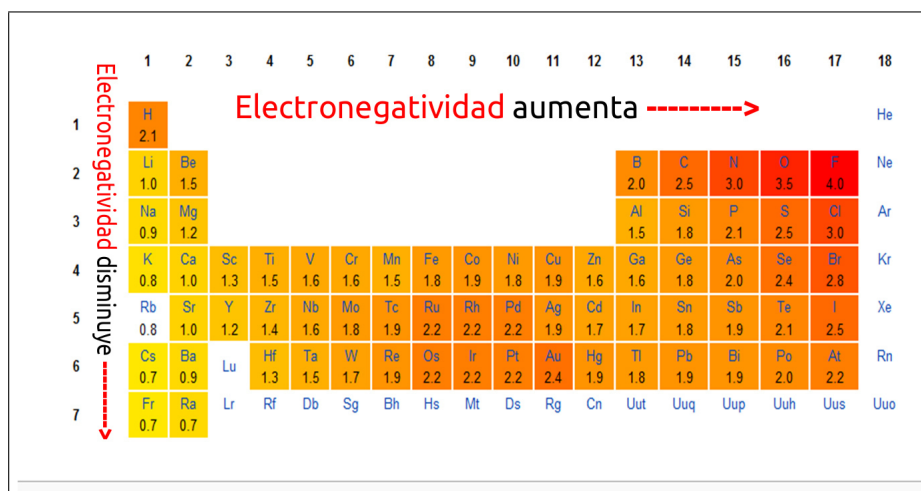 1 2 3 4 5 6 7 8 9 10 11 12 13 14 15 16 17 18
Electronegatividad aumenta ---------->
Electronegatividad disminuye ------>
1 H He
2.1
2 Li Be B C N O F Ne
1.0 1.5 2.0 2.5 3.0 3.5 4.0
3 Na Mg Al Si P S Cl Ar
0.9 1.2 1.5 1.8 2.1 2.5 3.0
4 K Ca Sc Ti V Cr Mn Fe Co Ni Cu Zn Ga Ge As Se Br Kr
0.8 1.0 1.3 1.5 1.6 1.6 1.5 1.8 1.9 1.8 1.9 1.6 1.6 1.8 2.0 2.4 2.8
5 Rb Sr Y Zr Nb Mo Tc Ru Rh Pd Ag Cd In Sn Sb Te I Xe
0.8 1.0 1.2 1.4 1.6 1.8 1.9 2.2 2.2 2.2 1.9 1.7 1.7 1.8 1.9 2.1 2.5
6 Cs Ba Lu Hf Ta W Re Os Ir Pt Au Hg Tl Pb Bi Po At Rn
0.7 0.9 1.3 1.5 1.7 1.9 2.2 2.2 2.2 2.4 1.9 1.8 1.9 1.9 2.0 2.2
7 Fr Ra Lr Rf Db Sg Bh Hs Mt Ds Rg Cn Uut Uuq Uup Uuh Uus Uuo
0.7 0.7